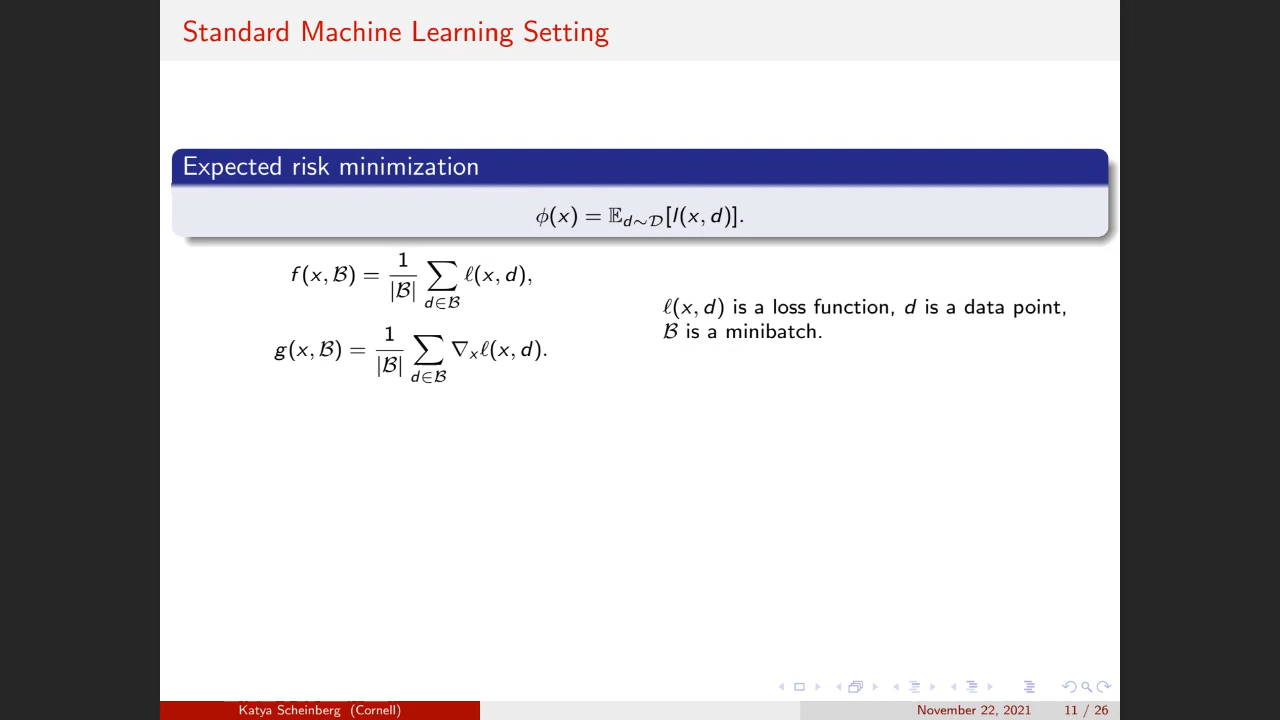 Standard Machine Learning Setting
Expected risk minimization
ϕ(x) = 𝔼_{d∼𝒟}[l(x, d)].
f(x, ℬ) = 1/|ℬ| ∑_{d∈ℬ} ℓ(x, d),
g(x, ℬ) = 1/|ℬ| ∑_{d∈ℬ} ∇ₓℓ(x, d).
ℓ(x, d) is a loss function, d is a data point,
ℬ is a minibatch.
Katya Scheinberg (Cornell)
November 22, 2021
11 / 26